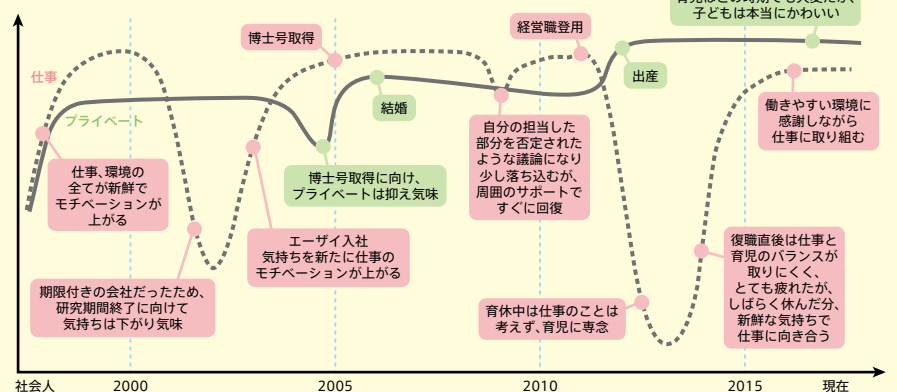 育児はどの時期でも大変だが、
子どもは本当にかわいい
経営職登用
博士号取得
仕事
出産
結婚
プライベート
働きやすい環境に
感謝しながら
仕事に取り組む
自分の担当した
部分を否定された
ような議論になり
少し落ち込むが、
周囲のサポートで
すぐに回復
仕事、環境の
全てが新鮮で
モチベーションが
上がる
博士号取得に向け、
プライベートは抑え気味
エーザイ入社
気持ちを新たに仕事の
モチベーションが上がる
復職直後は仕事と
育児のバランスが
取りにくく、
とても疲れたが、
しばらく休んだ分、
新鮮な気持ちで
仕事に向き合う
期限付きの会社だったため、
研究期間終了に向けて
気持ちは下がり気味
育休中は仕事のことは
考えず、育児に専念
社会人
2000
2005
2010
2015
現在